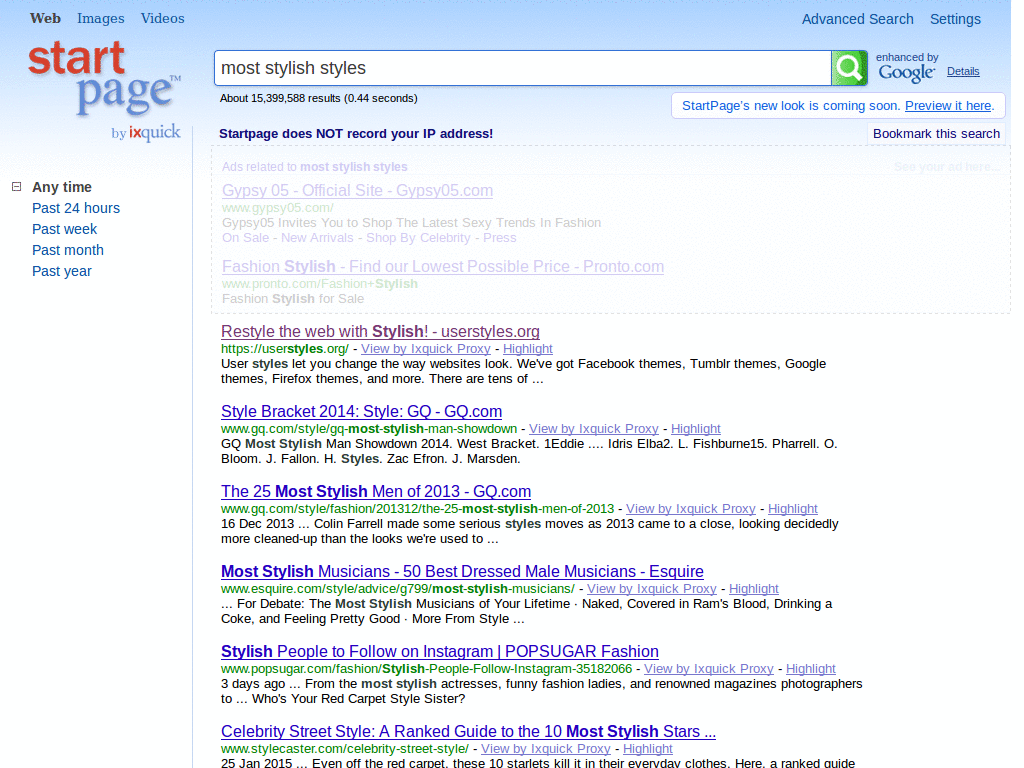 Web Images Videos
Advanced Search Settings
start
page™
by ixquick
most stylish styles
enhanced by
Google
Details
About 15,399,588 results (0.44 seconds)
StartPage's new look is coming soon. Preview it here.
Startpage does NOT record your IP address!
Bookmark this search
Any time
Past 24 hours
Past week
Past month
Past year
Ads related to most stylish styles
See your ad here...
Gypsy 05 - Official Site - Gypsy05.com
www.gypsy05.com/
Gypsy05 Invites You to Shop The Latest Sexy Trends In Fashion
On Sale - New Arrivals - Shop By Celebrity - Press
Fashion Stylish - Find our Lowest Possible Price - Pronto.com
www.pronto.com/Fashion+Stylish
Fashion Stylish for Sale
Restyle the web with Stylish! - userstyles.org
https://userstyles.org/ - View by Ixquick Proxy - Highlight
User styles let you change the way websites look. We've got Facebook themes, Tumblr themes, Google
themes, Firefox themes, and more. There are tens of ...
Style Bracket 2014: Style: GQ - GQ.com
www.gq.com/style/gq-most-stylish-man-showdown - View by Ixquick Proxy - Highlight
GQ Most Stylish Man Showdown 2014. West Bracket. 1Eddie .... Idris Elba2. L. Fishburne15. Pharrell. O.
Bloom. J. Fallon. H. Styles. Zac Efron. J. Marsden.
The 25 Most Stylish Men of 2013 - GQ.com
www.gq.com/style/fashion/201312/the-25-most-stylish-men-of-2013 - View by Ixquick Proxy - Highlight
16 Dec 2013 ... Colin Farrell made some serious styles moves as 2013 came to a close, looking decidedly
more cleaned-up than the looks we're used to ...
Most Stylish Musicians - 50 Best Dressed Male Musicians - Esquire
www.esquire.com/style/advice/g799/most-stylish-musicians/ - View by Ixquick Proxy - Highlight
... For Debate: The Most Stylish Musicians of Your Lifetime · Naked, Covered in Ram's Blood, Drinking a
Coke, and Feeling Pretty Good · More From Style ...
Stylish People to Follow on Instagram | POPSUGAR Fashion
www.popsugar.com/fashion/Stylish-People-Follow-Instagram-35182066 - View by Ixquick Proxy - Highlight
3 days ago ... From the most stylish actresses, funny fashion ladies, and renowned magazines photographers
to ... Who's Your Red Carpet Style Sister?
Celebrity Street Style: A Ranked Guide to the 10 Most Stylish Stars ...
www.stylecaster.com/celebrity-street-style/ - View by Ixquick Proxy - Highlight
25 Jan 2015 ... Even off the red carpet, these 10 starlets kill it in their everyday clothes. Here, a ranked guide